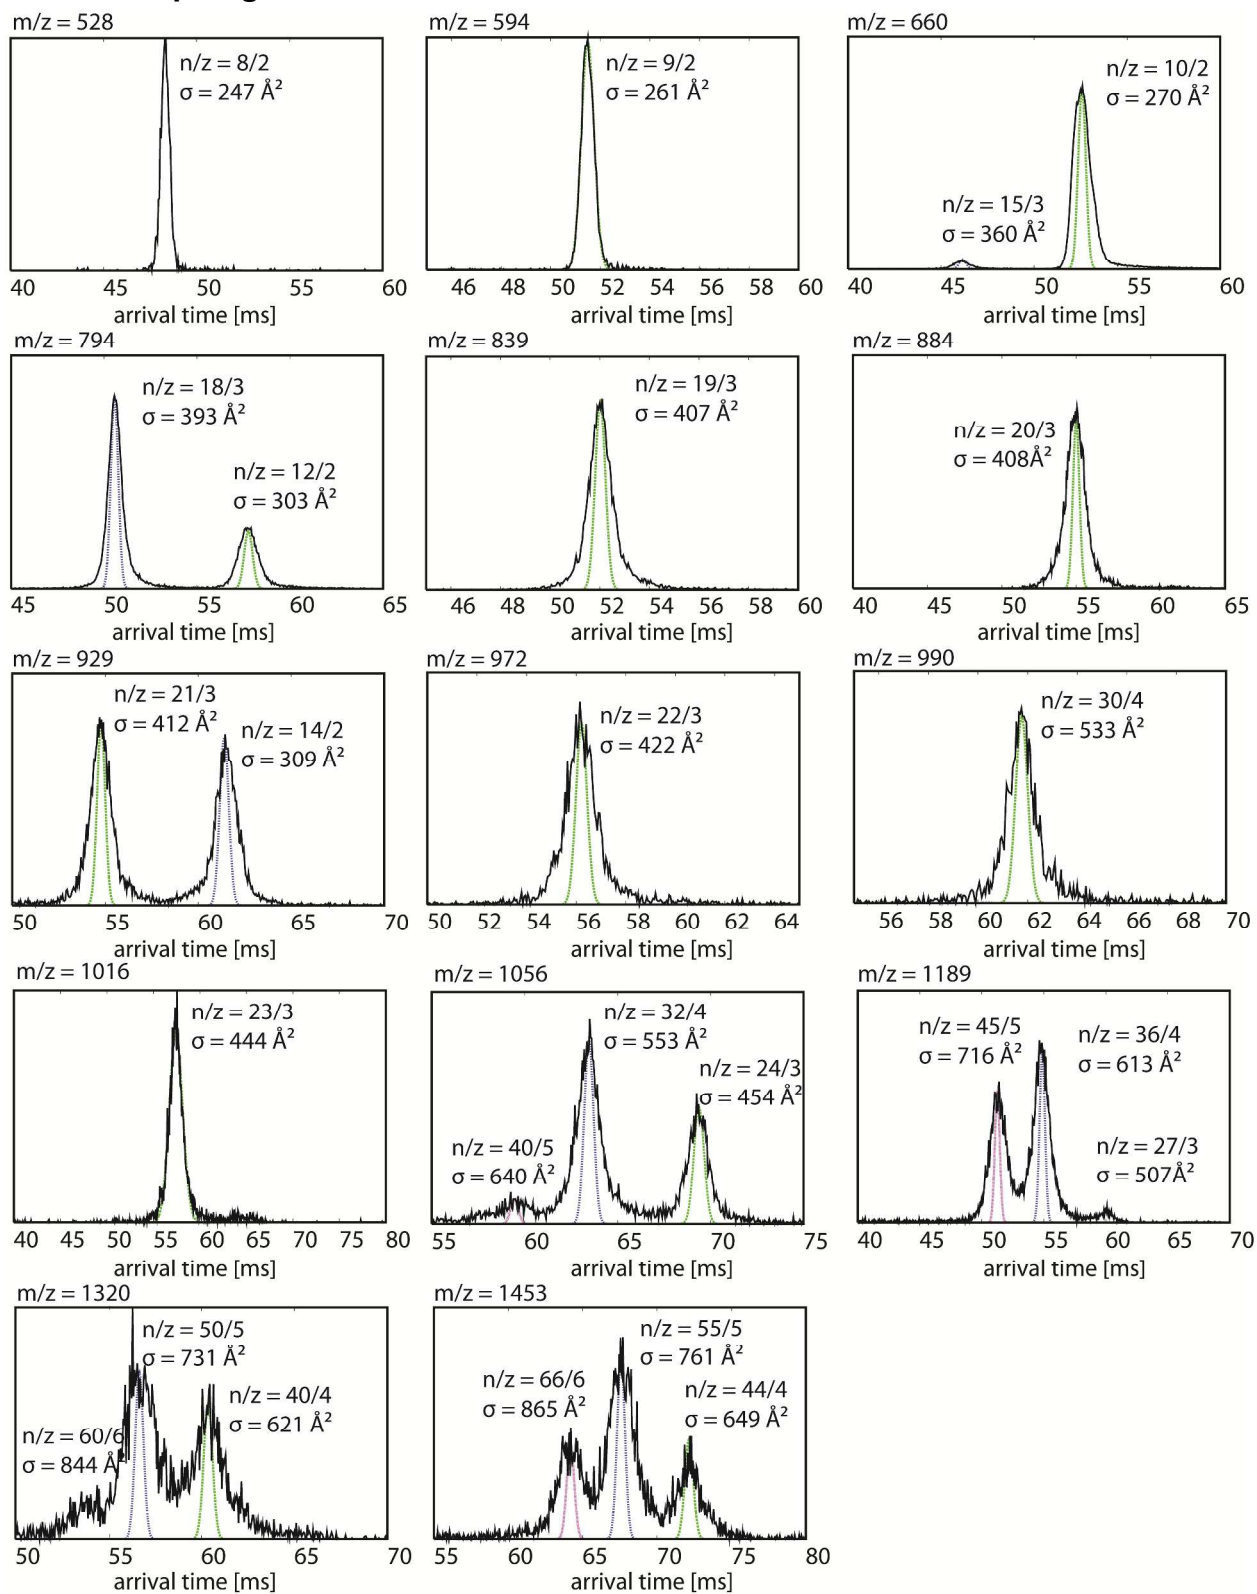 m/z = 528
n/z = 8/2
σ = 247 Å²
40 45 50 55 60
arrival time [ms]
m/z = 594
n/z = 9/2
σ = 261 Å²
46 48 50 51 52 54 56 58 60
arrival time [ms]
m/z = 660
n/z = 10/2
σ = 270 Å²
n/z = 15/3
σ = 360 Å²
40 45 50 55 60
arrival time [ms]
m/z = 794
n/z = 18/3
σ = 393 Å²
n/z = 12/2
σ = 303 Å²
45 50 55 60 65
arrival time [ms]
m/z = 839
n/z = 19/3
σ = 407 Å²
46 48 50 51 52 54 56 58 60
arrival time [ms]
m/z = 884
n/z = 20/3
σ = 408Å²
40 45 50 55 60 65
arrival time [ms]
m/z = 929
n/z = 21/3
σ = 412 Å²
n/z = 14/2
σ = 309 Å²
50 55 60 70
arrival time [ms]
m/z = 972
n/z = 22/3
σ = 422 Å²
50 52 54 56 58 60 62 64
arrival time [ms]
m/z = 990
n/z = 30/4
σ = 533 Å²
56 58 60 62 64 66 68 70
arrival time [ms]
m/z = 1016
n/z = 23/3
σ = 444 Å²
40 45 50 55 60 65 70 75 80
arrival time [ms]
m/z = 1056
n/z = 32/4
σ = 553 Å²
n/z = 24/3
σ = 454 Å²
n/z = 40/5
σ = 640 Å²
55 60 65 70 75
arrival time [ms]
m/z = 1189
n/z = 45/5
σ = 716 Å²
n/z = 36/4
σ = 613 Å²
n/z = 27/3
σ = 507Å²
40 45 50 55 60 65 70
arrival time [ms]
m/z = 1320
n/z = 50/5
σ = 731 Å²
n/z = 40/4
σ = 621 Å²
n/z = 60/6
σ = 844 Å²
50 55 60 70
arrival time [ms]
m/z = 1453
n/z = 55/5
σ = 761 Å²
n/z = 66/6
σ = 865 Å²
n/z = 44/4
σ = 649 Å²
55 60 65 70 75 80
arrival time [ms]